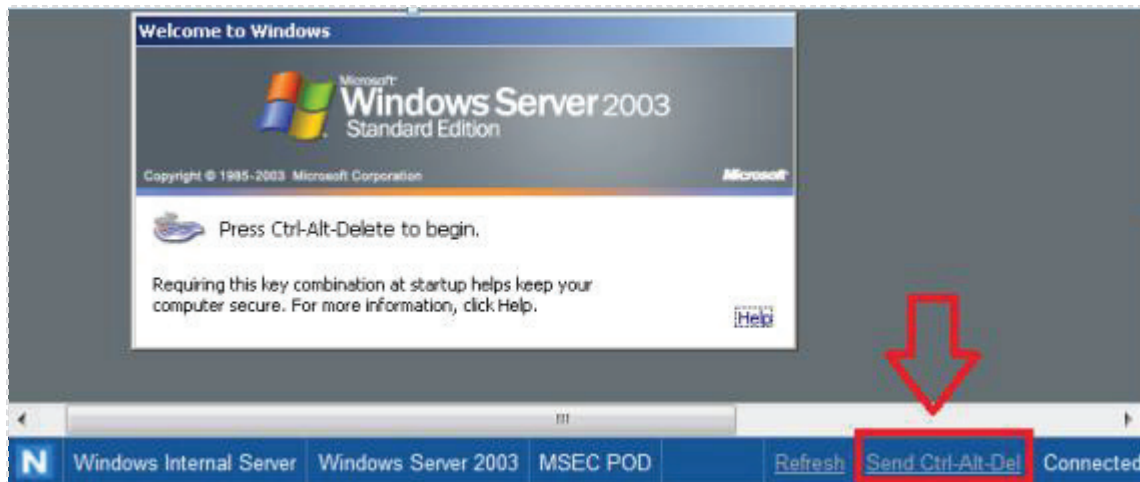 Welcome to Windows
Microsoft
Windows Server 2003
Standard Edition
Copyright © 1985-2003 Microsoft Corporation
Microsoft
Press Ctrl-Alt-Delete to begin.
Requiring this key combination at startup helps keep your
computer secure. For more information, click Help.
Help
N Windows Internal Server Windows Server 2003 MSEC POD Refresh Send Ctrl-Alt-Del Connected